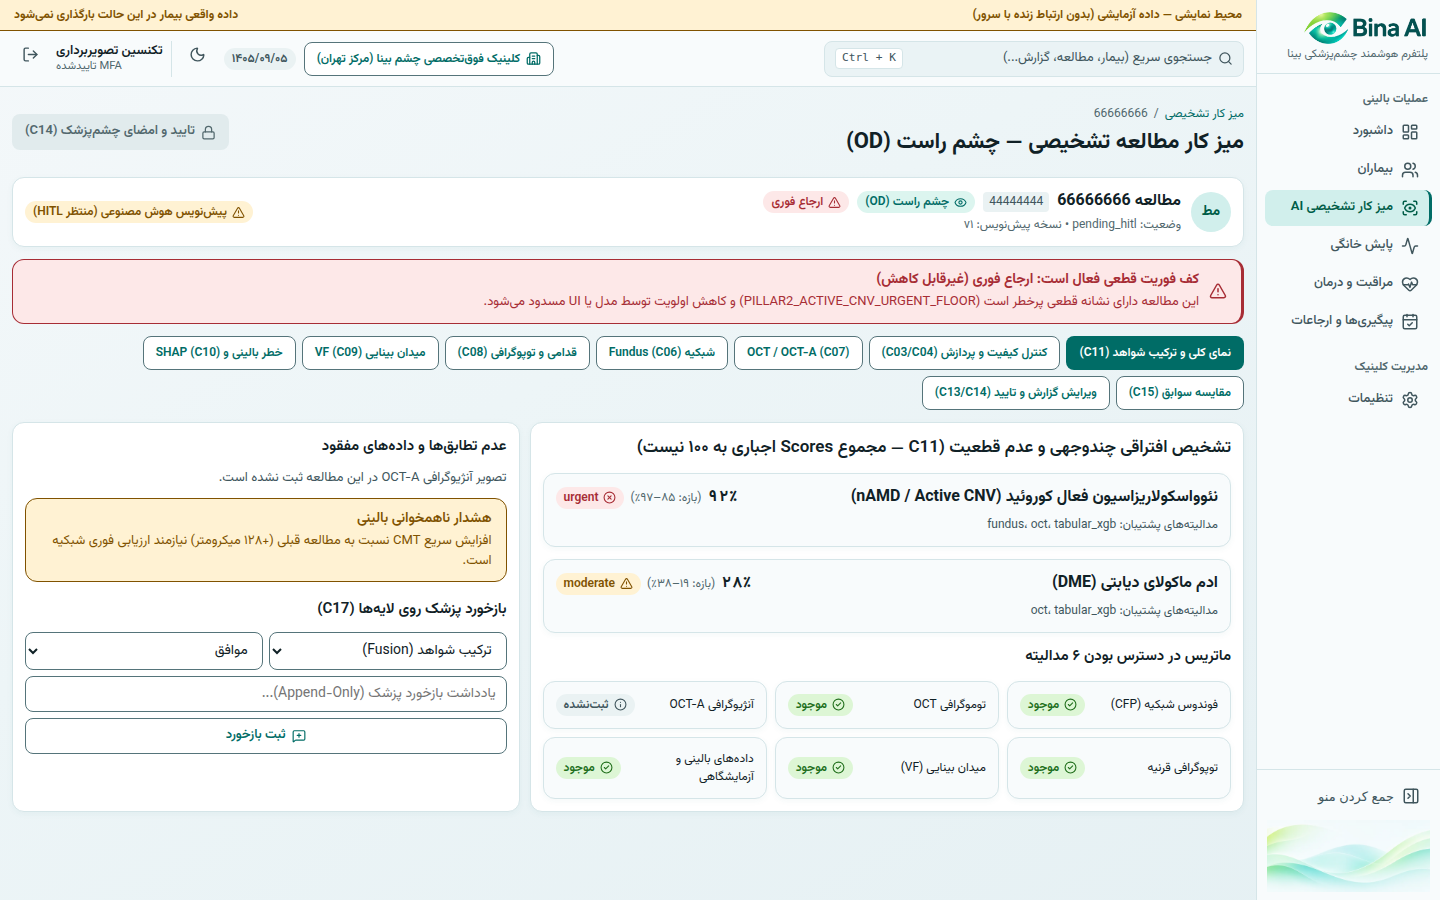 محیط نمایشی — داده آزمایشی (بدون ارتباط زنده با سرور)
داده واقعی بیمار در این حالت بارگذاری نمی‌شود
Bina AI
پلتفرم هوشمند چشم‌پزشکی بینا
عملیات بالینی
داشبورد
بیماران
میز کار تشخیصی AI
پایش خانگی
مراقبت و درمان
پیگیری‌ها و ارجاعات
مدیریت کلینیک
تنظیمات
جمع کردن منو
جستجوی سریع (بیمار، مطالعه، گزارش...)
Ctrl + K
کلینیک فوق‌تخصصی چشم بینا (مرکز تهران)
۱۴۰۵/۰۹/۰۵
تکنسین تصویربرداری
MFA تاییدشده
میز کار تشخیصی / 66666666
میز کار مطالعه تشخیصی — چشم راست (OD)
تایید و امضای چشم‌پزشک (C14)
مط
مطالعه 66666666
44444444
چشم راست (OD)
ارجاع فوری
وضعیت: pending_hitl • نسخه پیش‌نویس: ۷۱
پیش‌نویس هوش مصنوعی (منتظر HITL)
کف فوریت قطعی فعال است: ارجاع فوری (غیرقابل کاهش)
این مطالعه دارای نشانه قطعی پرخطر است (PILLAR2_ACTIVE_CNV_URGENT_FLOOR) و کاهش اولویت توسط مدل یا UI مسدود می‌شود.
نمای کلی و ترکیب شواهد (C11)
کنترل کیفیت و پردازش (C03/C04)
OCT / OCT-A (C07)
شبکیه Fundus (C06)
قدامی و توپوگرافی (C08)
میدان بینایی VF (C09)
خطر بالینی و SHAP (C10)
مقایسه سوابق (C15)
ویرایش گزارش و تایید (C13/C14)
تشخیص افتراقی چندوجهی و عدم قطعیت (C11 — مجموع Scores اجباری به ۱۰۰ نیست)
نئوواسکولاریزاسیون فعال کوروئید (nAMD / Active CNV)
۹۲٪ (بازه: ۸۵–۹۷٪)
urgent
مدالیته‌های پشتیبان: fundus، oct، tabular_xgb
ادم ماکولای دیابتی (DME)
۲۸٪ (بازه: ۱۹–۳۸٪)
moderate
مدالیته‌های پشتیبان: oct، tabular_xgb
ماتریس در دسترس بودن ۶ مدالیته
فوندوس شبکیه (CFP)
موجود
توموگرافی OCT
موجود
آنژیوگرافی OCT-A
ثبت‌نشده
توپوگرافی قرنیه
موجود
میدان بینایی (VF)
موجود
داده‌های بالینی و
آزمایشگاهی
موجود
عدم تطابق‌ها و داده‌های مفقود
تصویر آنژیوگرافی OCT-A در این مطالعه ثبت نشده است.
هشدار ناهمخوانی بالینی
افزایش سریع CMT نسبت به مطالعه قبلی (+۱۲۸ میکرومتر) نیازمند ارزیابی فوری شبکیه
است.
بازخورد پزشک روی لایه‌ها (C17)
ترکیب شواهد (Fusion)
موافق
یادداشت بازخورد پزشک (Append-Only)...
ثبت بازخورد